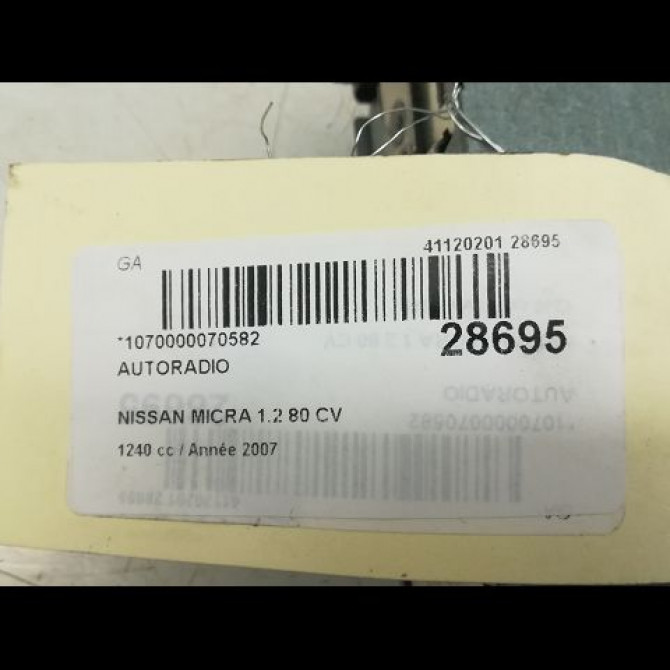 GA
41120201 28695
*1070000070582
28695
AUTORADIO
NISSAN MICRA 1.2 80 CV
1240 cc / Année 2007